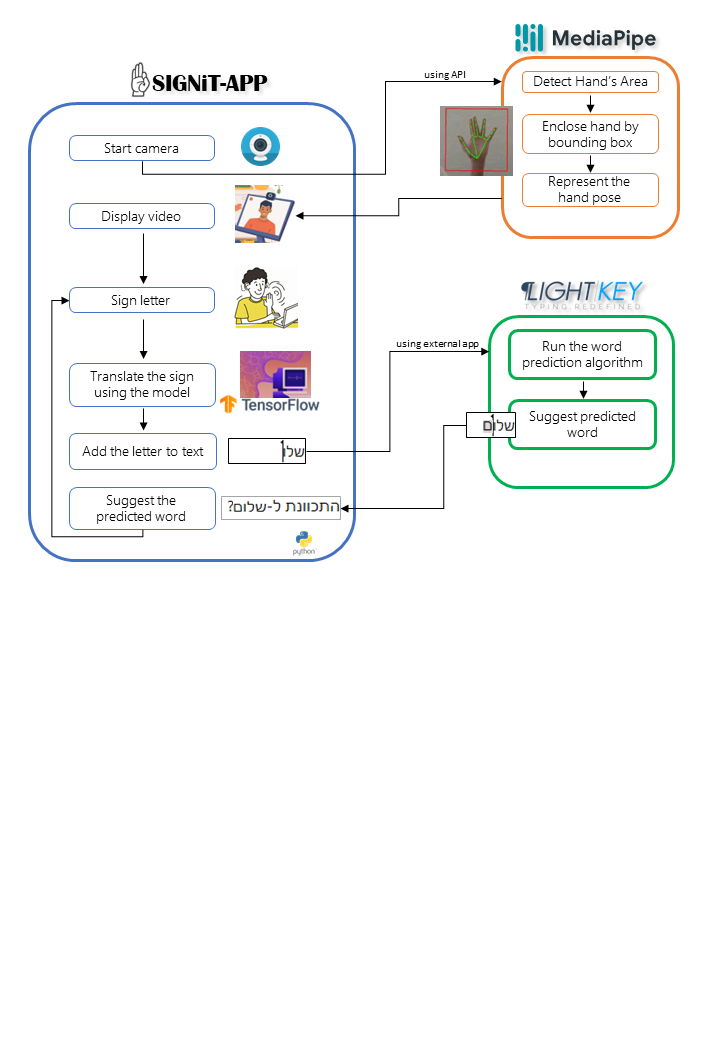 MediaPipe
using API
Detect Hand's Area
Enclose hand by
bounding box
Represent the
hand pose
SIGNiT-APP
Start camera
Display video
Sign letter
Translate the sign
using the model
TensorFlow
Add the letter to text
שלו
Suggest the
predicted word
התכוונת ל-שלום?
python
LIGHTKEY
TYPING REDEFINED
using external app
Run the word
prediction algorithm
Suggest predicted
word
שלום